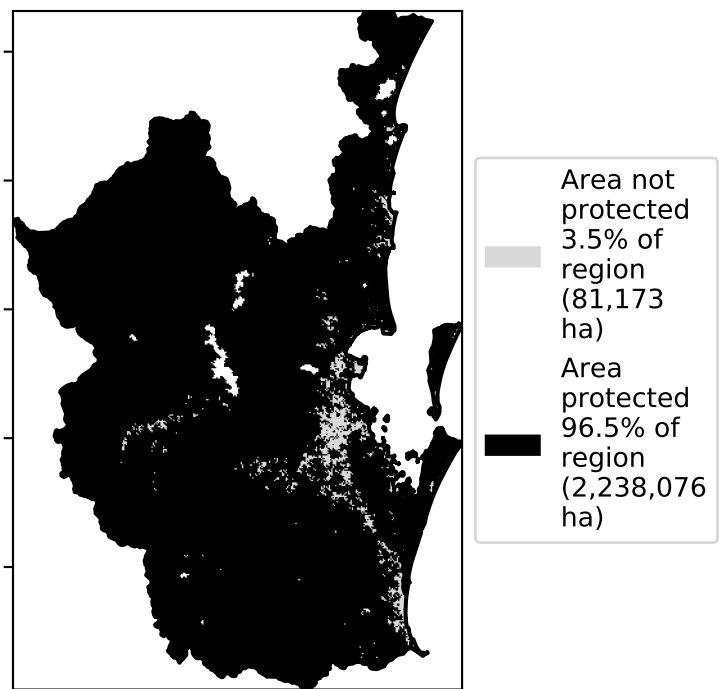 Area not
protected
3.5% of
region
(81,173
ha)
Area
protected
96.5% of
region
(2,238,076
ha)